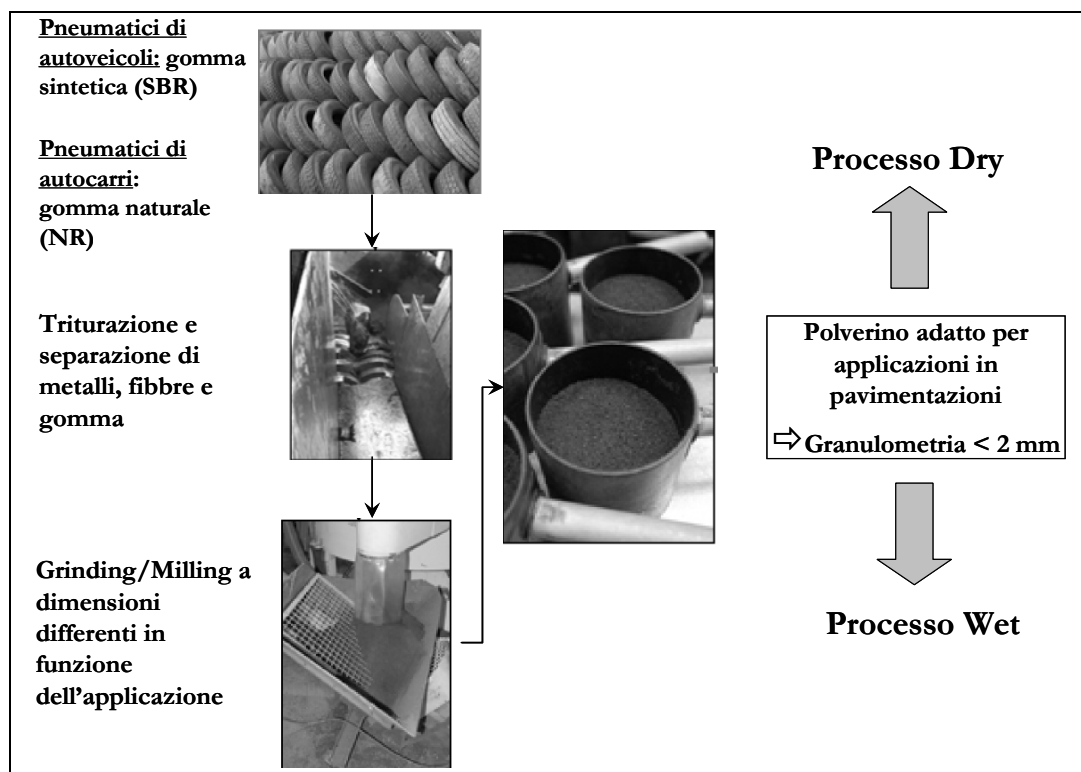 Pneumatici di
autoveicoli: gomma
sintetica (SBR)
Pneumatici di
autocarri:
gomma naturale
(NR)
Triturazione e
separazione di
metalli, fibbre e
gomma
Grinding/Milling a
dimensioni
differenti in
funzione
dell’applicazione
Processo Dry
Polverino adatto per
applicazioni in
pavimentazioni
⇨ Granulometria < 2 mm
Processo Wet